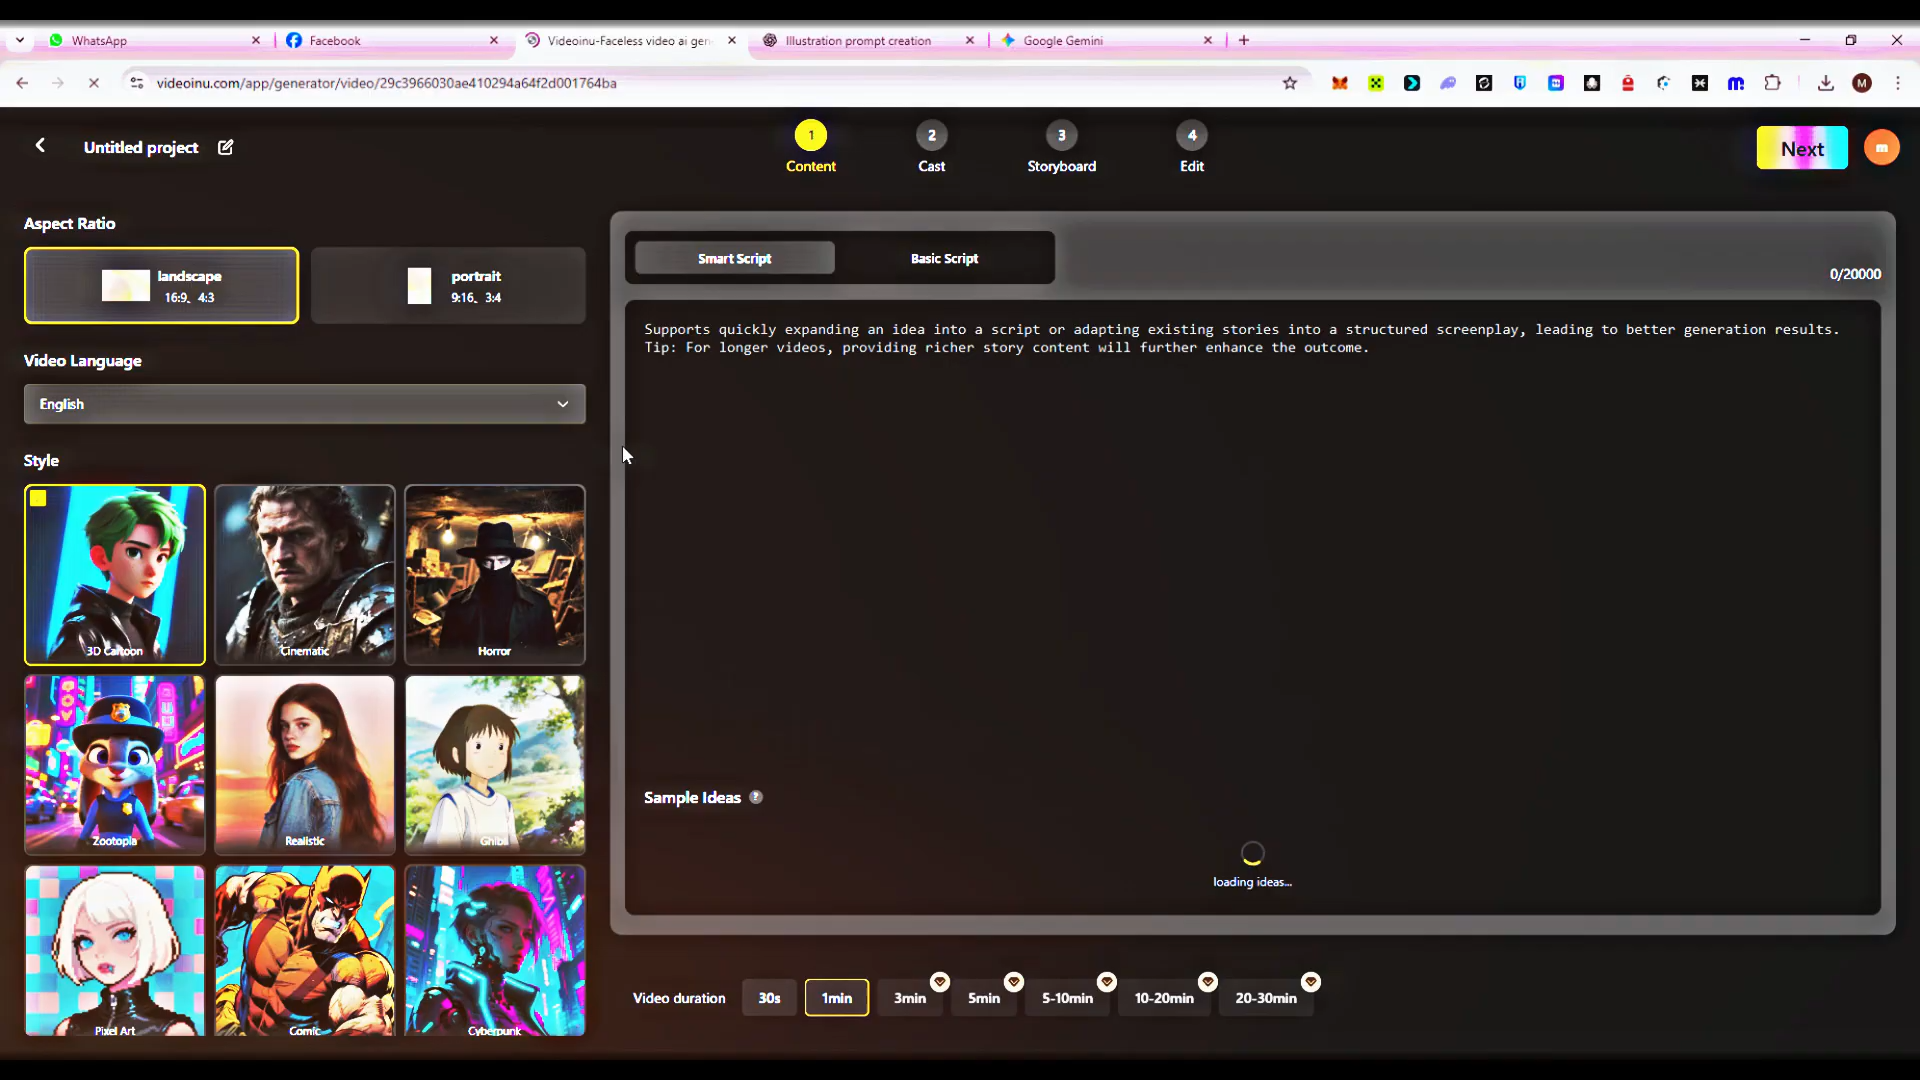 WhatsApp
Facebook
Videoinu-Faceless video ai gen
Illustration prompt creation
Google Gemini
videoinu.com/app/generator/video/29c3966030ae410294a64f2d001764ba
M
Untitled project
1
Content
2
Cast
3
Storyboard
4
Edit
Next
m
Aspect Ratio
landscape
16:9、4:3
portrait
9:16、3:4
Video Language
English
Style
3D Cartoon
Cinematic
Horror
Zootopia
Realistic
Ghibli
Pixel Art
Comic
Cyberpunk
Smart Script
Basic Script
0/20000
Supports quickly expanding an idea into a script or adapting existing stories into a structured screenplay, leading to better generation results.
Tip: For longer videos, providing richer story content will further enhance the outcome.
Sample Ideas ?
loading ideas...
Video duration
30s
1min
3min
5min
5-10min
10-20min
20-30min